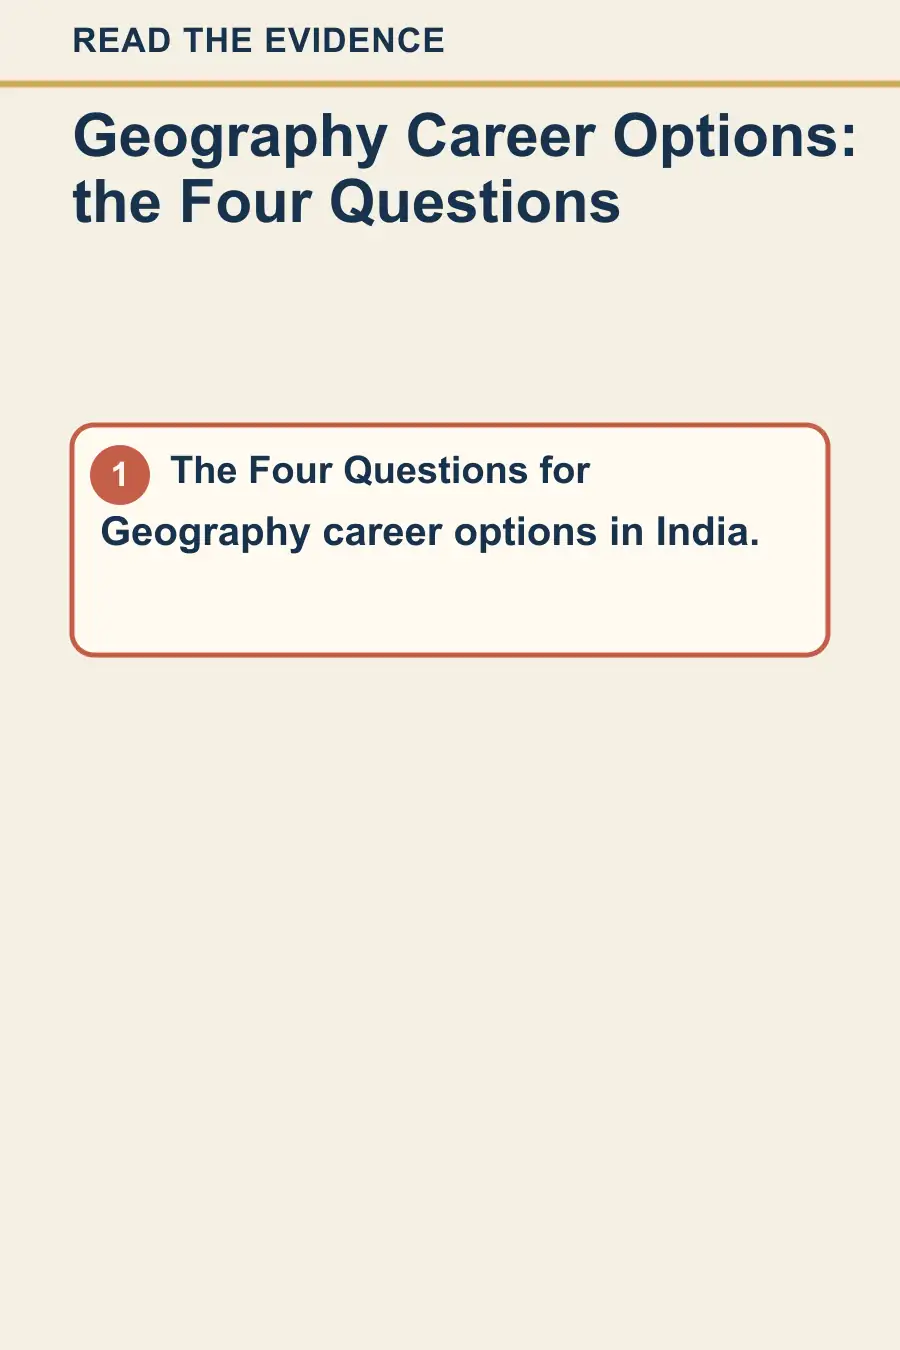 READ THE EVIDENCE
Geography Career Options:
the Four Questions
1 The Four Questions for
Geography career options in India.